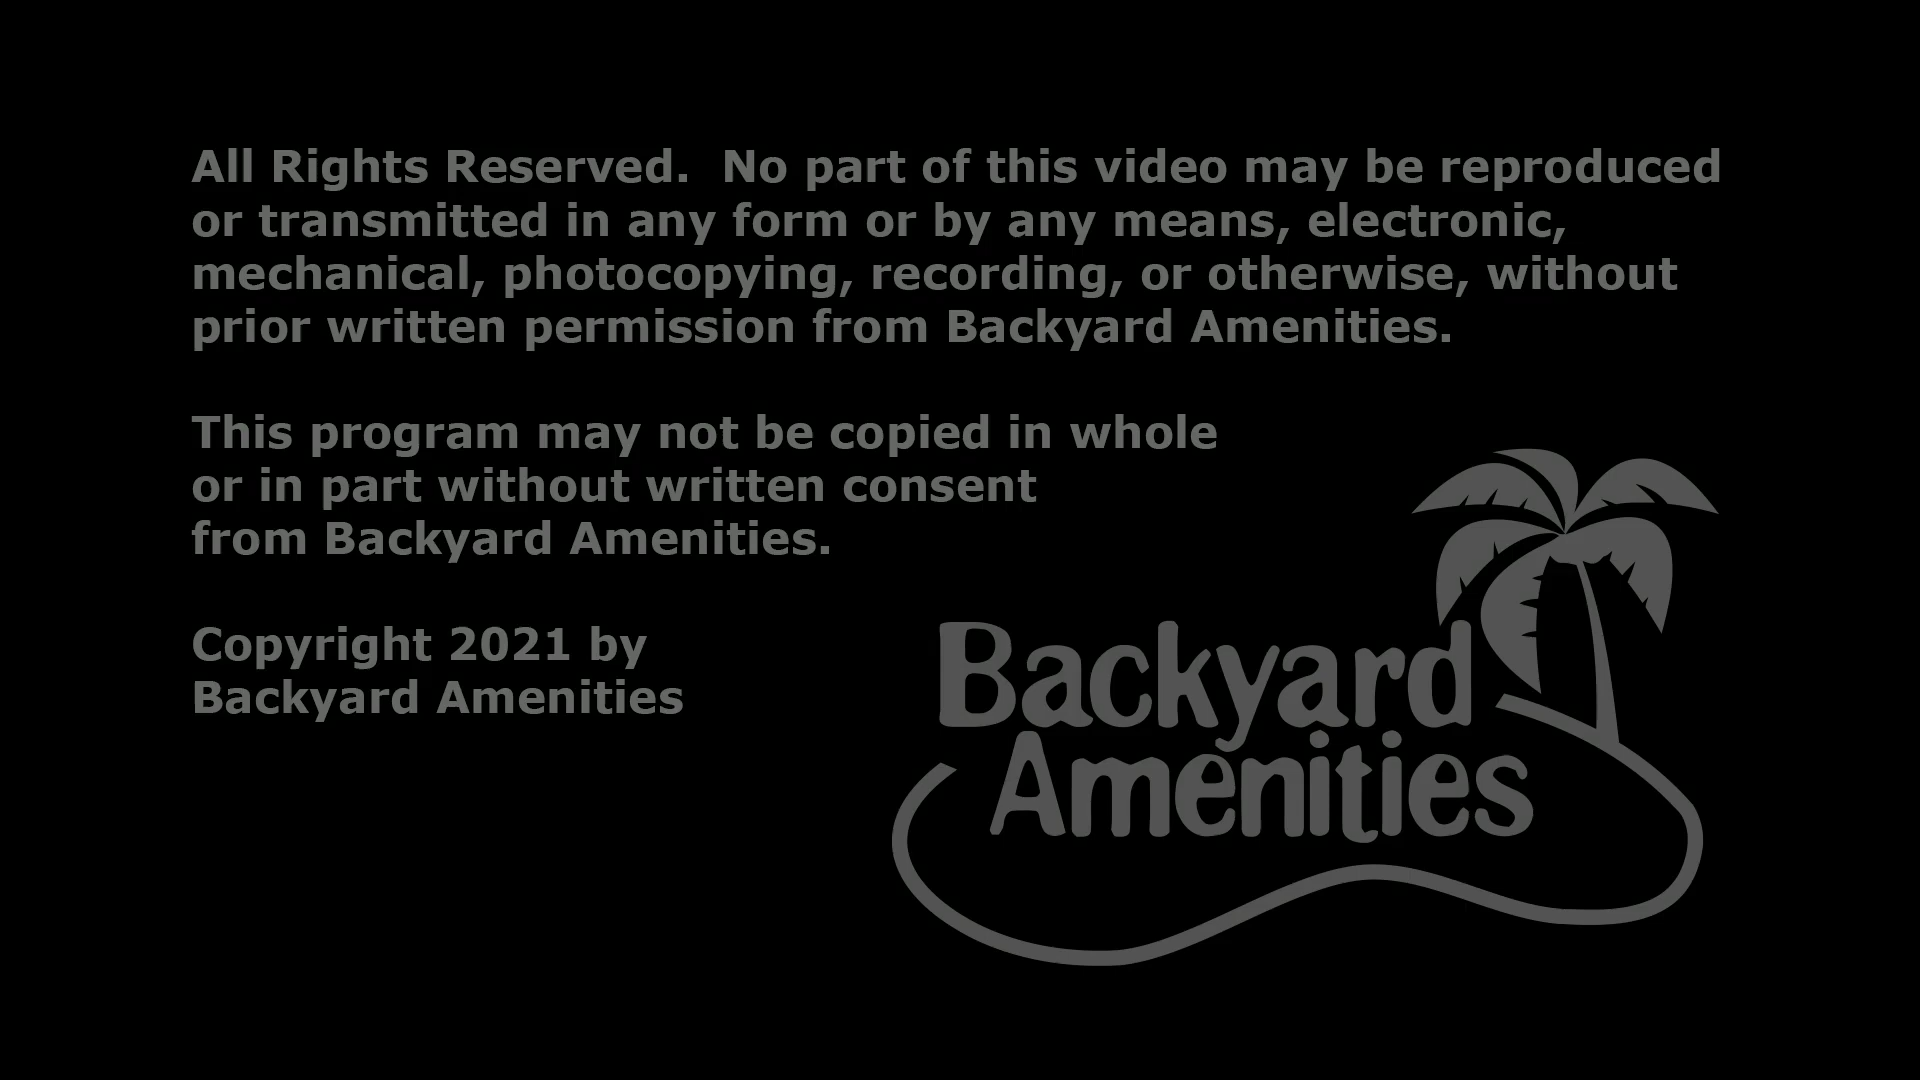 All Rights Reserved.  No part of this video may be reproduced
or transmitted in any form or by any means, electronic,
mechanical, photocopying, recording, or otherwise, without
prior written permission from Backyard Amenities.
This program may not be copied in whole
or in part without written consent
from Backyard Amenities.
Copyright 2021 by
Backyard Amenities
Backyard
Amenities